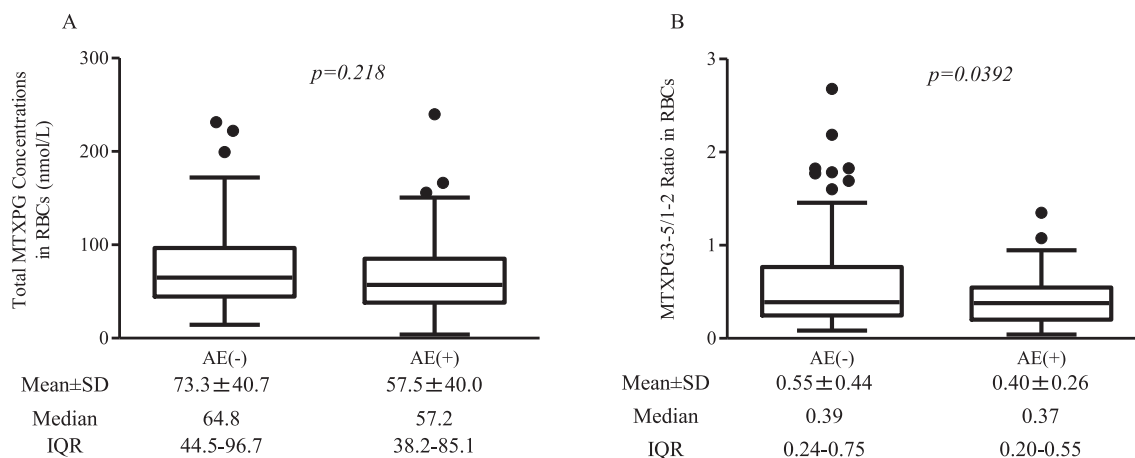 A
Total MTXPG Concentrations
in RBCs (nmol/L)
300
200
100
0
p=0.218
AE(-) AE(+)
Mean±SD 73.3±40.7 57.5±40.0
Median 64.8 57.2
IQR 44.5-96.7 38.2-85.1
B
MTXPG3-5/1-2 Ratio in RBCs
3
2
1
0
p=0.0392
AE(-) AE(+)
Mean±SD 0.55±0.44 0.40±0.26
Median 0.39 0.37
IQR 0.24-0.75 0.20-0.55